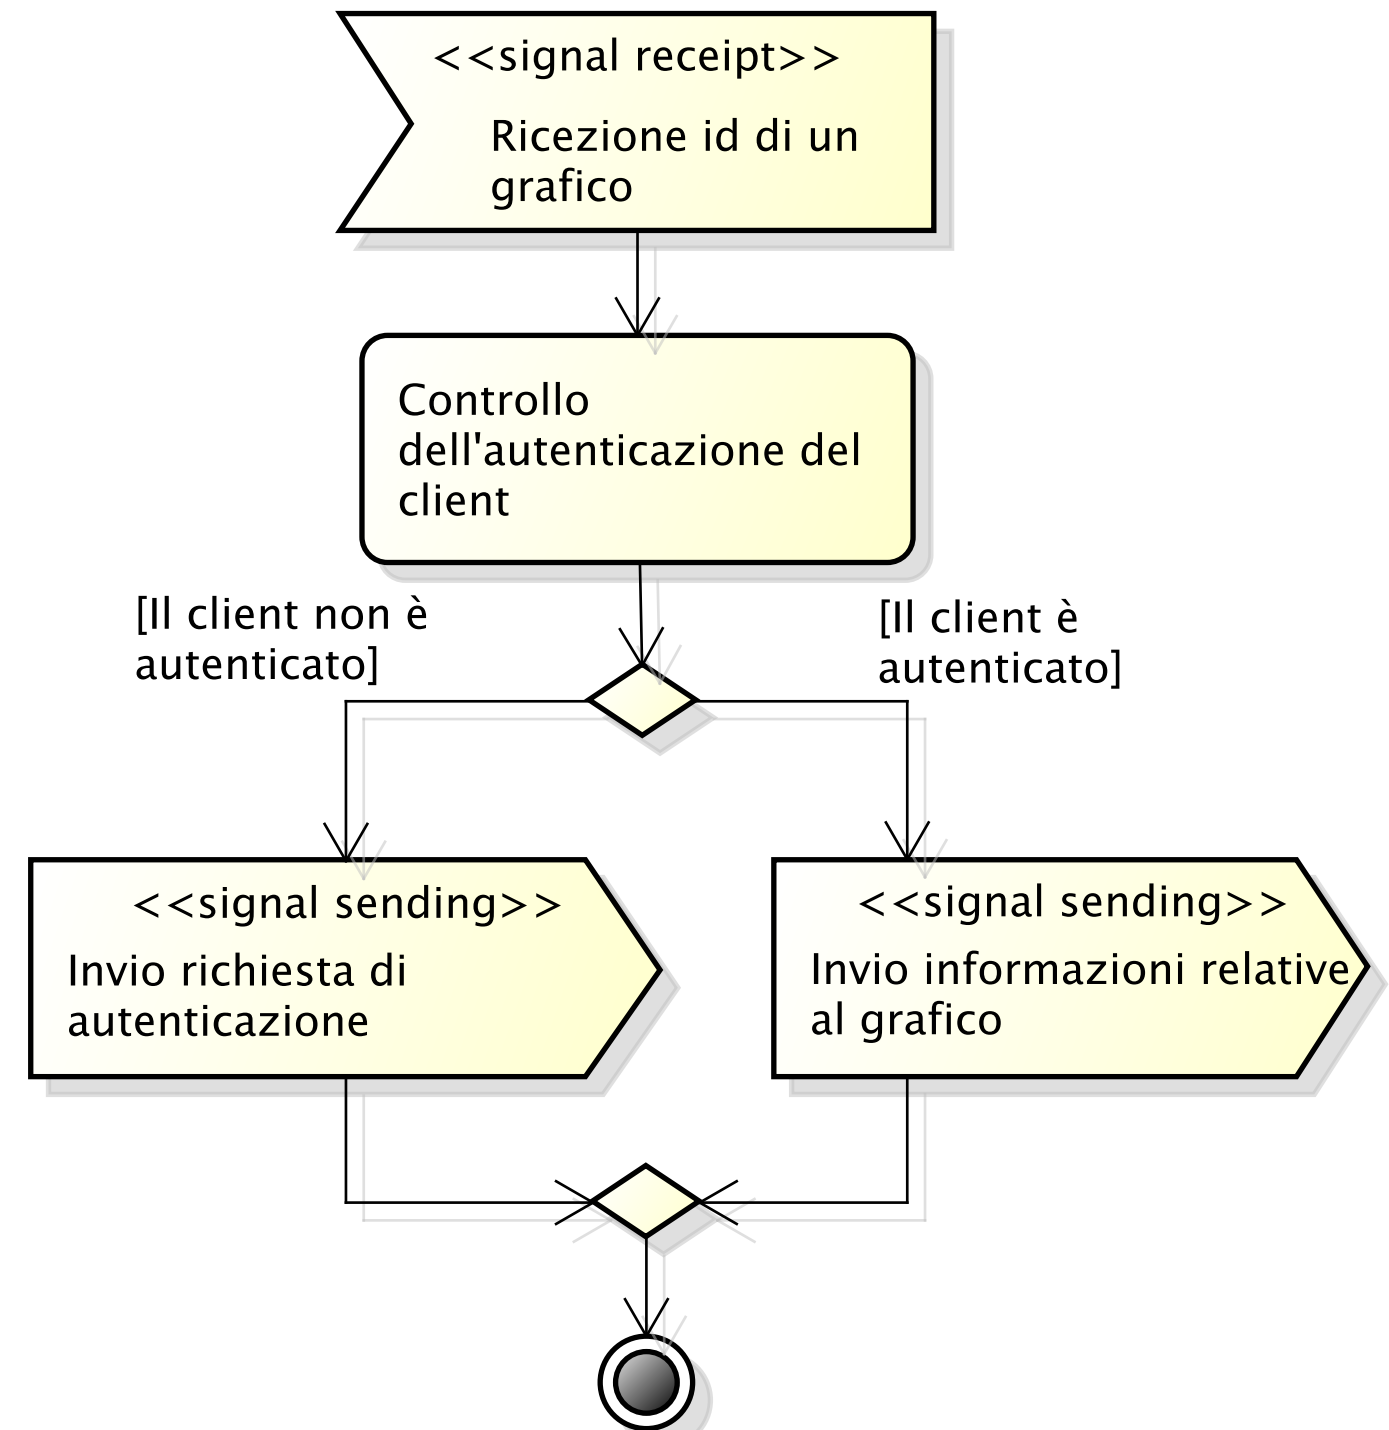 <<signal receipt>>
Ricezione id di un
grafico
Controllo
dell'autenticazione del
client
[Il client non è
autenticato]
[Il client è
autenticato]
<<signal sending>>
Invio richiesta di
autenticazione
<<signal sending>>
Invio informazioni relative
al grafico